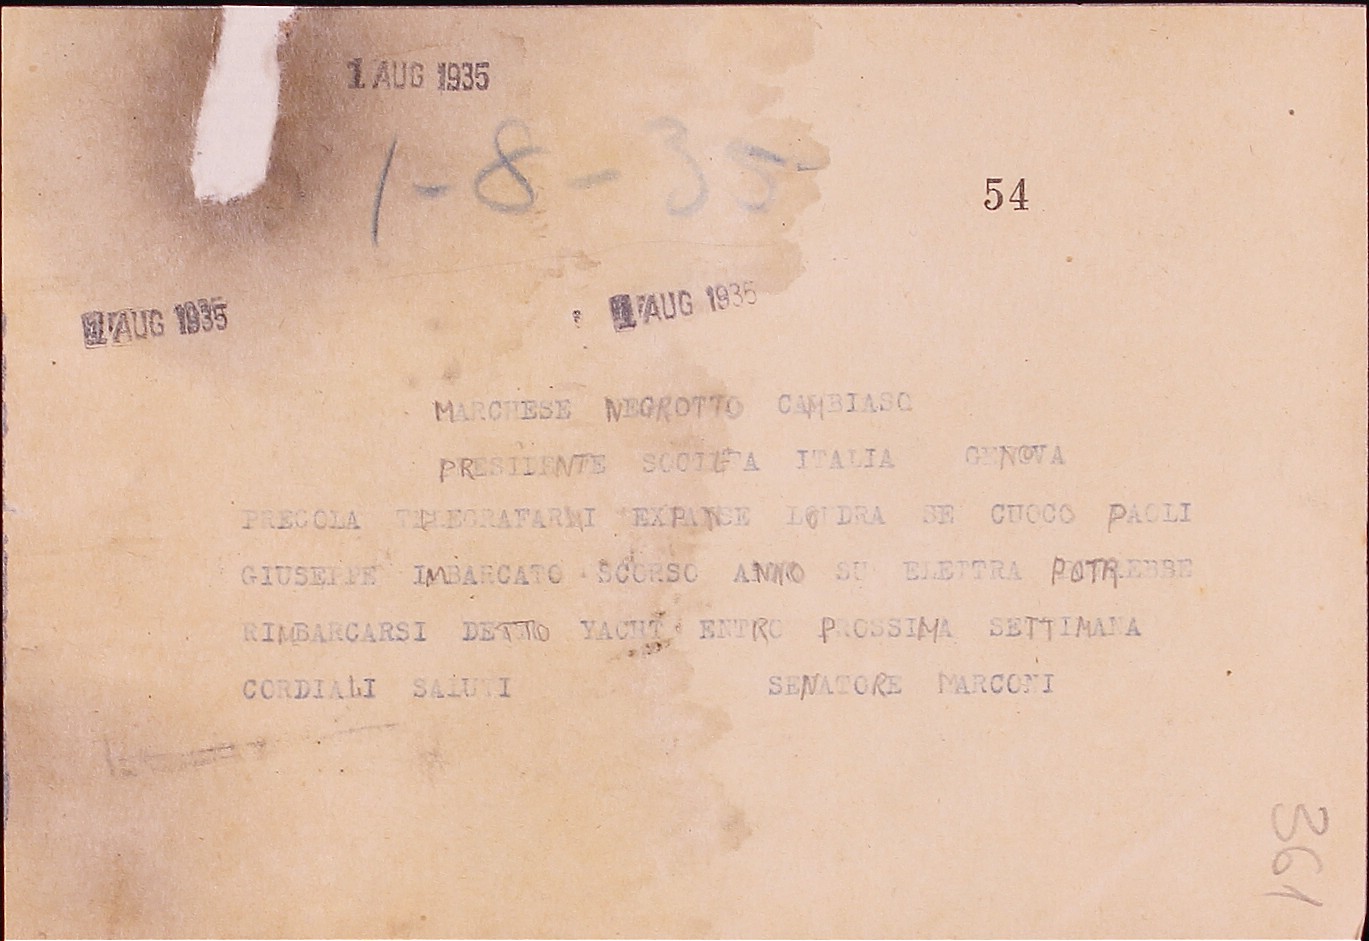 1 AUG 1935
1-8-35
54
1 AUG 1935
1 AUG 1935
MARCHESE NEGROTTO CAMBIASO
PRESIDENTE SOCIETA ITALIA GENOVA
PREGOLA TELEGRAFARMI EXPANSE LONDRA SE CUOCO PAOLI
GIUSEPPE IMBARCATO SCORSO ANNO SU ELETTRA POTREBBE
RIMBARCARSI DETTO YACHT ENTRO PROSSIMA SETTIMANA
CORDIALI SALUTI SENATORE MARCONI
361